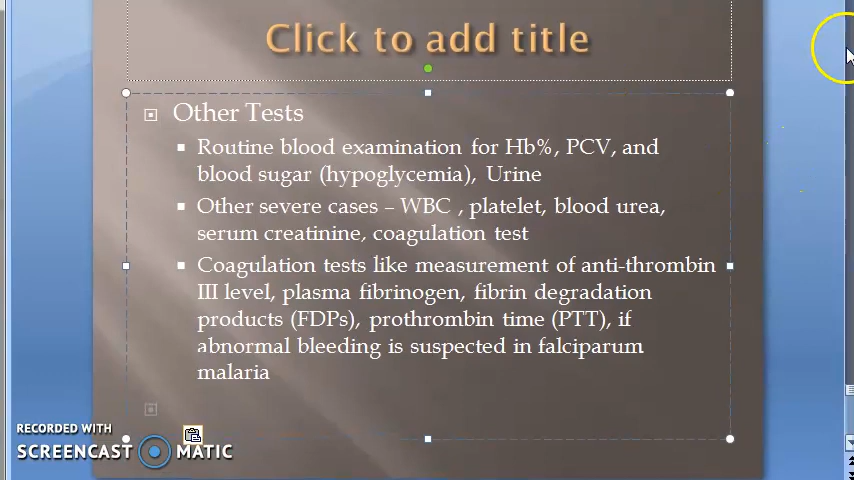 Click to add title
Other Tests
Routine blood examination for Hb%, PCV, and
blood sugar (hypoglycemia), Urine
Other severe cases – WBC , platelet, blood urea,
serum creatinine, coagulation test
Coagulation tests like measurement of anti-thrombin
III level, plasma fibrinogen, fibrin degradation
products (FDPs), prothrombin time (PTT), if
abnormal bleeding is suspected in falciparum
malaria
RECORDED WITH
SCREENCAST MATIC